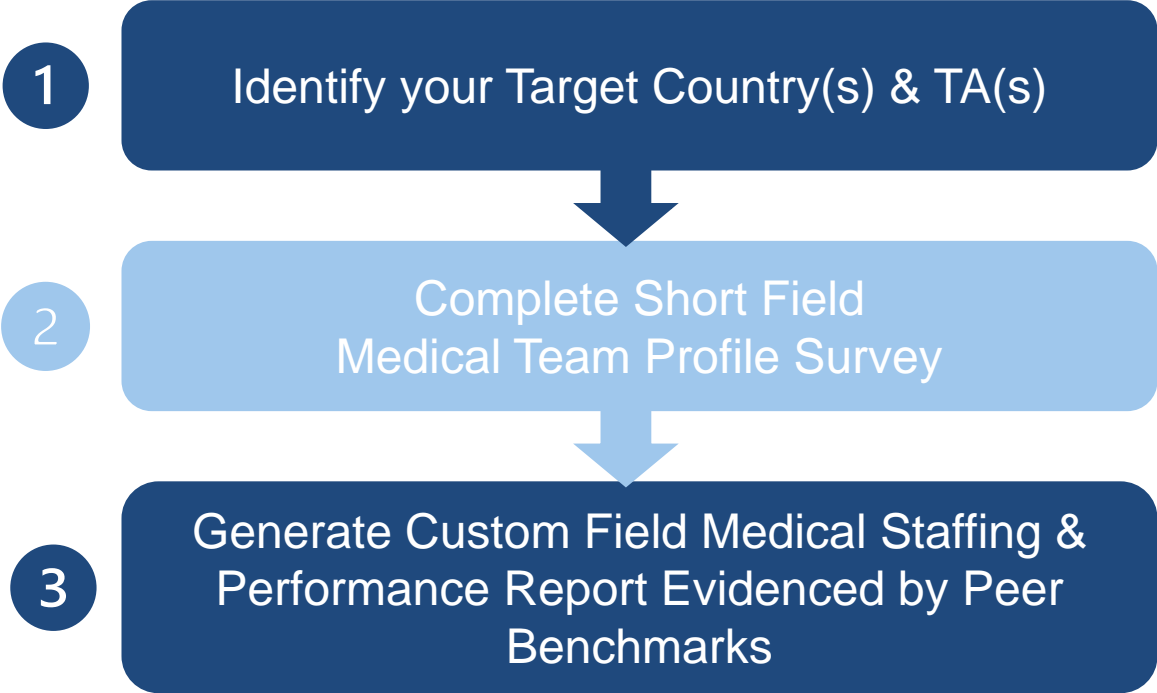 1
Identify your Target Country(s) & TA(s)
2
Complete Short Field
Medical Team Profile Survey
3
Generate Custom Field Medical Staffing &
Performance Report Evidenced by Peer
Benchmarks